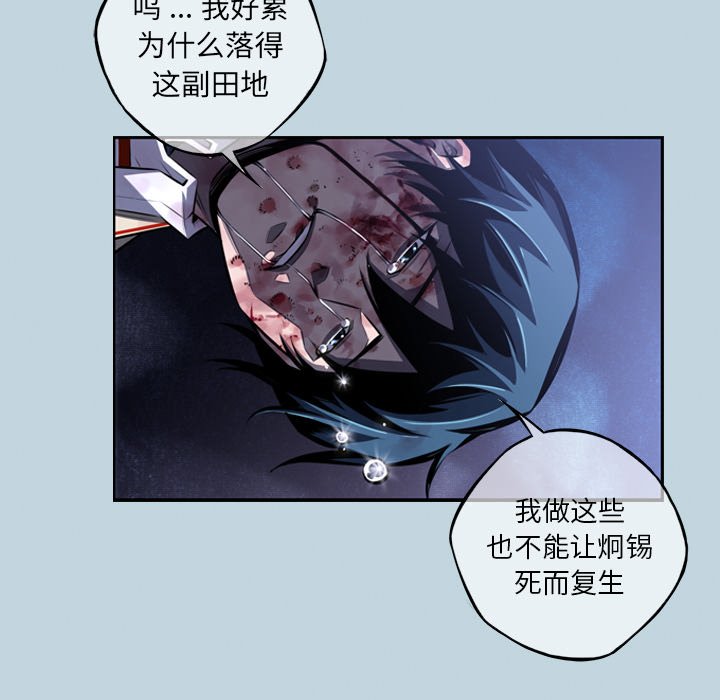 呜 ... 我好累
为什么落得
这副田地
我做这些
也不能让炯锡
死而复生